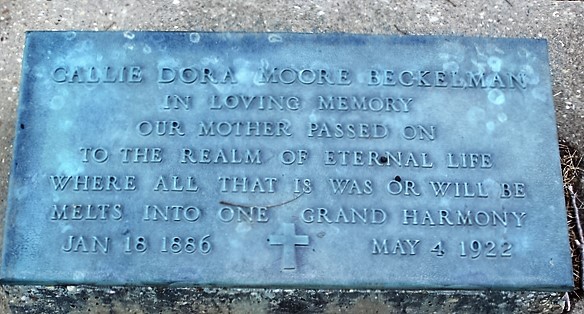 CALLIE DORA MOORE BECKELMAN
IN LOVING MEMORY
OUR MOTHER PASSED ON
TO THE REALM OF ETERNAL LIFE
WHERE ALL THAT IS WAS OR WILL BE
MELTS INTO ONE GRAND HARMONY
JAN 18 1886 MAY 4 1922